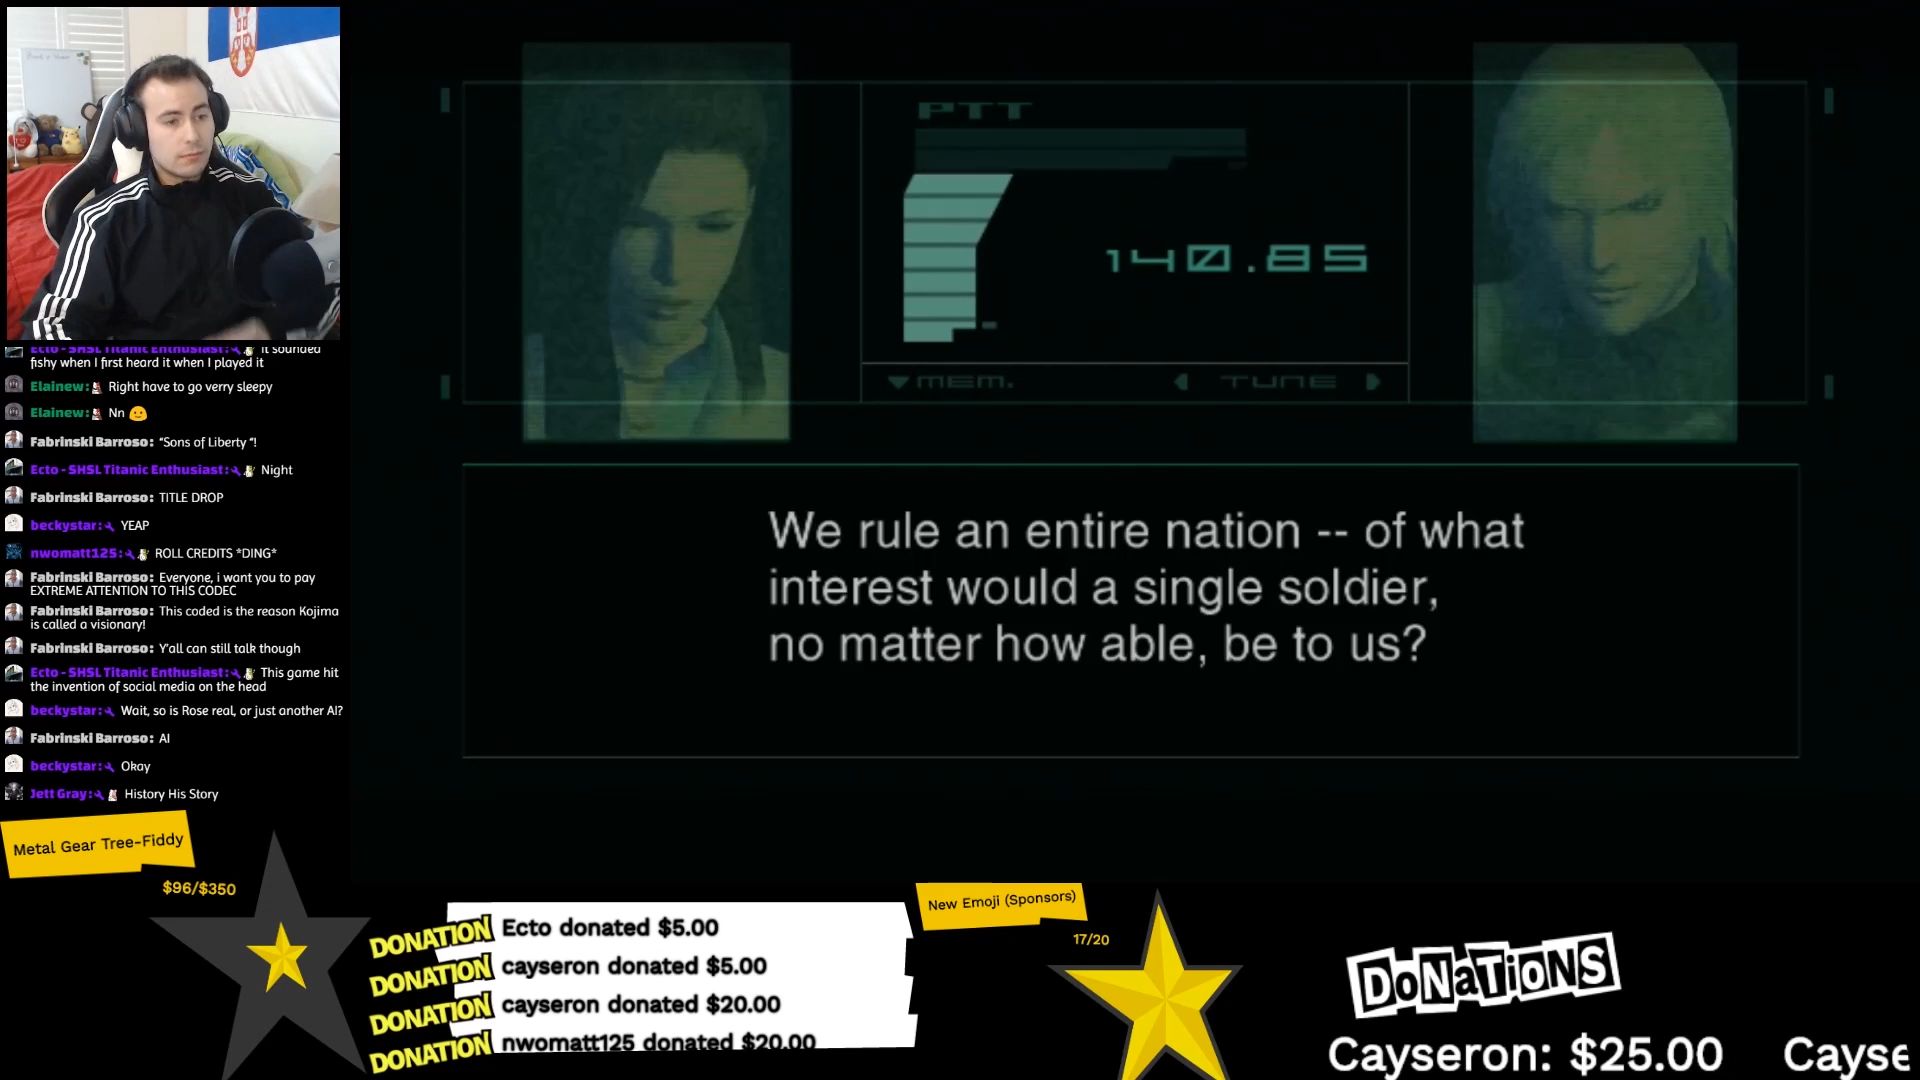 PTT
140.85
MEM.
TUNE
We rule an entire nation -- of what
interest would a single soldier,
no matter how able, be to us?
Ecto - SHSL Titanic Enthusiast: It sounded
fishy when I first heard it when I played it
Elainew: Right have to go verry sleepy
Elainew: Nn
Fabrinski Barroso: "Sons of Liberty "!
Ecto - SHSL Titanic Enthusiast: Night
Fabrinski Barroso: TITLE DROP
beckystar: YEAP
nwomatt125: ROLL CREDITS *DING*
Fabrinski Barroso: Everyone, i want you to pay
EXTREME ATTENTION TO THIS CODEC
Fabrinski Barroso: This coded is the reason Kojima
is called a visionary!
Fabrinski Barroso: Y'all can still talk though
Ecto - SHSL Titanic Enthusiast: This game hit
the invention of social media on the head
beckystar: Wait, so is Rose real, or just another AI?
Fabrinski Barroso: AI
beckystar: Okay
Jett Gray: History His Story
Metal Gear Tree-Fiddy
$96/$350
DONATION Ecto donated $5.00
DONATION cayseron donated $5.00
DONATION cayseron donated $20.00
DONATION nwomatt125 donated $20.00
New Emoji (Sponsors)
17/20
DONATIONS
Cayseron: $25.00 Cayse